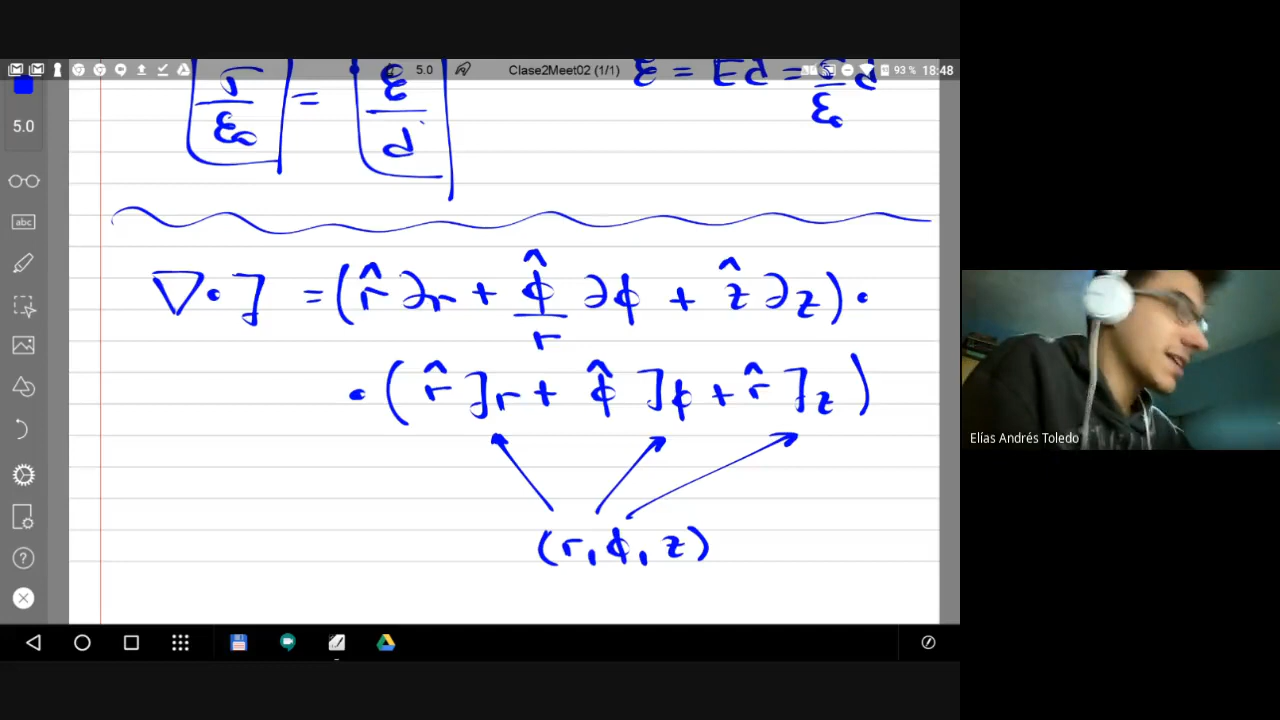 5.0 Clase2Meet02 (1/1) 93 % 18:48
5.0
abc
σ/ε₀ = ℰ/d
ℰ = Ed = σ/ε₀ d
∇·J = (r̂ ∂r + φ̂/r ∂φ + ẑ ∂z) ·
· (r̂ Jr + φ̂ Jφ + r̂ Jz)
(r, φ, z)
Elías Andrés Toledo